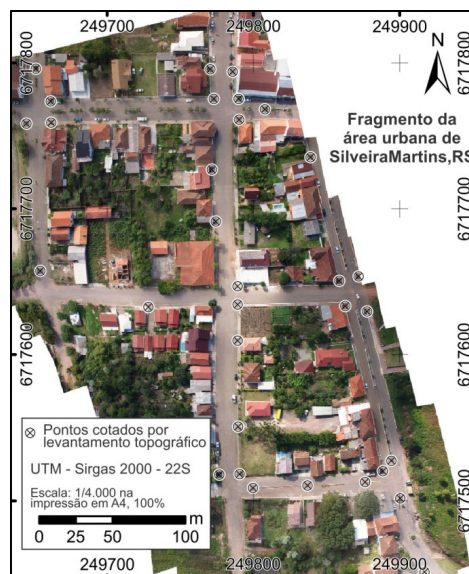 249700 249800 249900
6717800
6717800
N
Fragmento da
área urbana de
SilveiraMartins,RS
6717700
6717700
6717600
6717600
Pontos cotados por
levantamento topográfico
UTM - Sirgas 2000 - 22S
Escala: 1/4.000 na
impressão em A4, 100%
m
0 25 50 100
6717500
249700 249800 249900